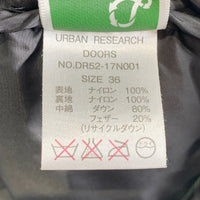 URBAN RESEARCH
DOORS
NO.DR52-17N001
SIZE 36
表地 ナイロン 100%
裏地 ナイロン 100%
中綿 ダウン 80%
フェザー 20%
(リサイクルダウン)